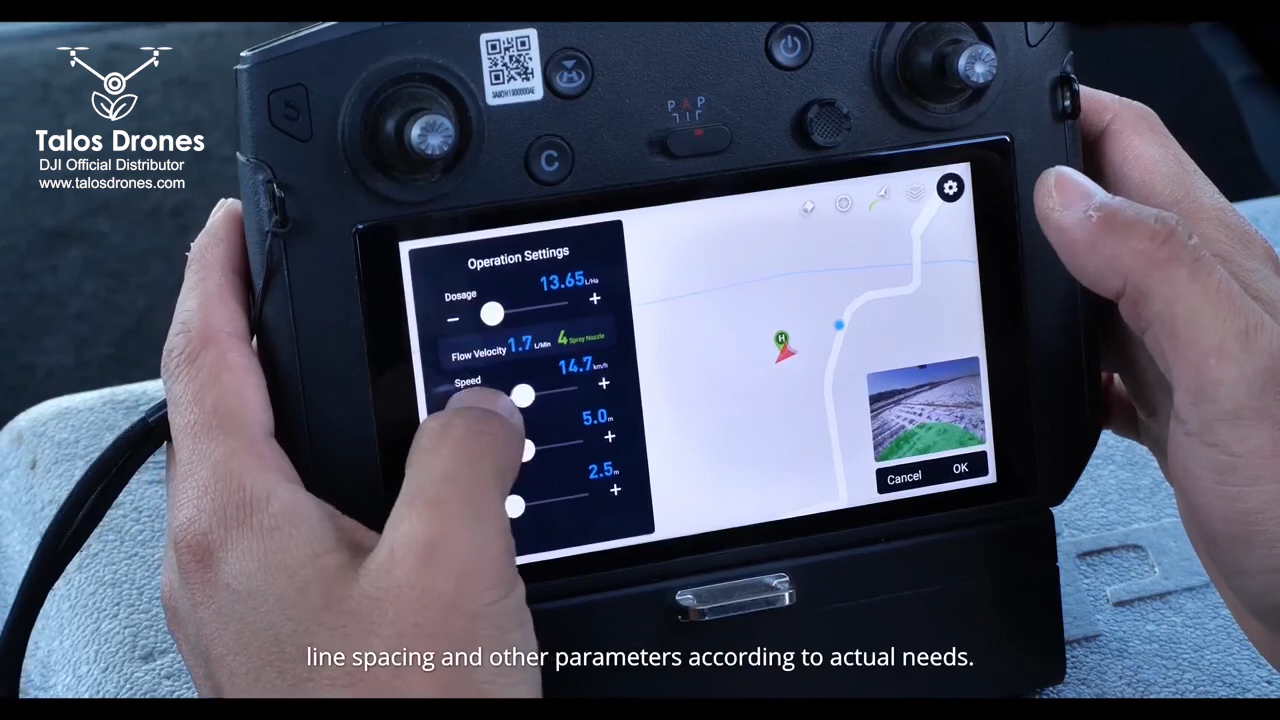 Talos Drones
DJI Official Distributor
www.talosdrones.com
C
P A P
Operation Settings
Dosage
13.65 L/Ha
− +
Flow Velocity 1.7 L/Min 4 Spray Nozzle
Speed
14.7 km/h
+
5.0 m
+
2.5 m
+
H
Cancel OK
line spacing and other parameters according to actual needs.